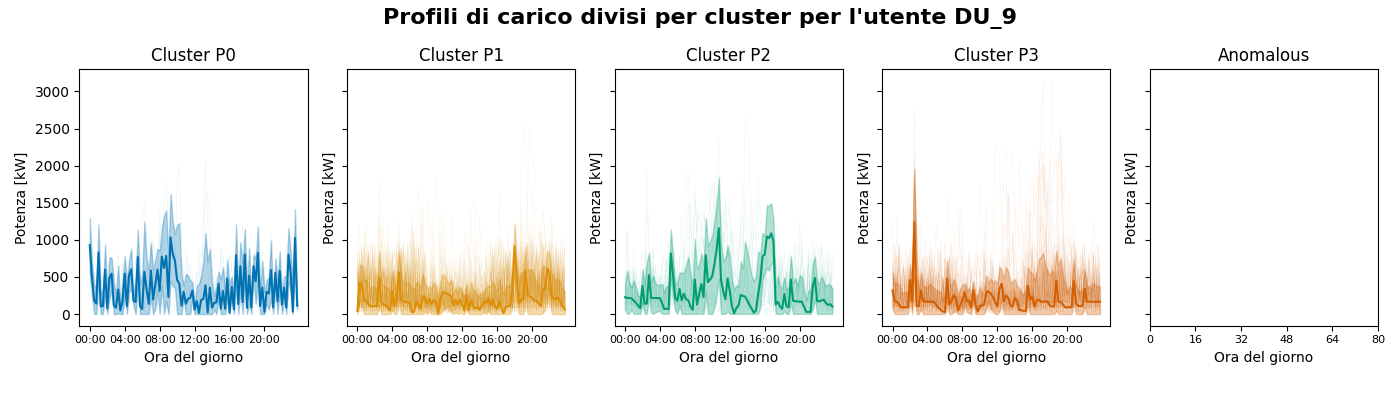 Profili di carico divisi per cluster per l'utente DU_9
Cluster P0
Cluster P1
Cluster P2
Cluster P3
Anomalous
Potenza [kW]
3000
2500
2000
1500
1000
500
0
00:00 04:00 08:00 12:00 16:00 20:00
Ora del giorno
Potenza [kW]
00:00 04:00 08:00 12:00 16:00 20:00
Ora del giorno
Potenza [kW]
00:00 04:00 08:00 12:00 16:00 20:00
Ora del giorno
Potenza [kW]
00:00 04:00 08:00 12:00 16:00 20:00
Ora del giorno
Potenza [kW]
0 16 32 48 64 80
Ora del giorno